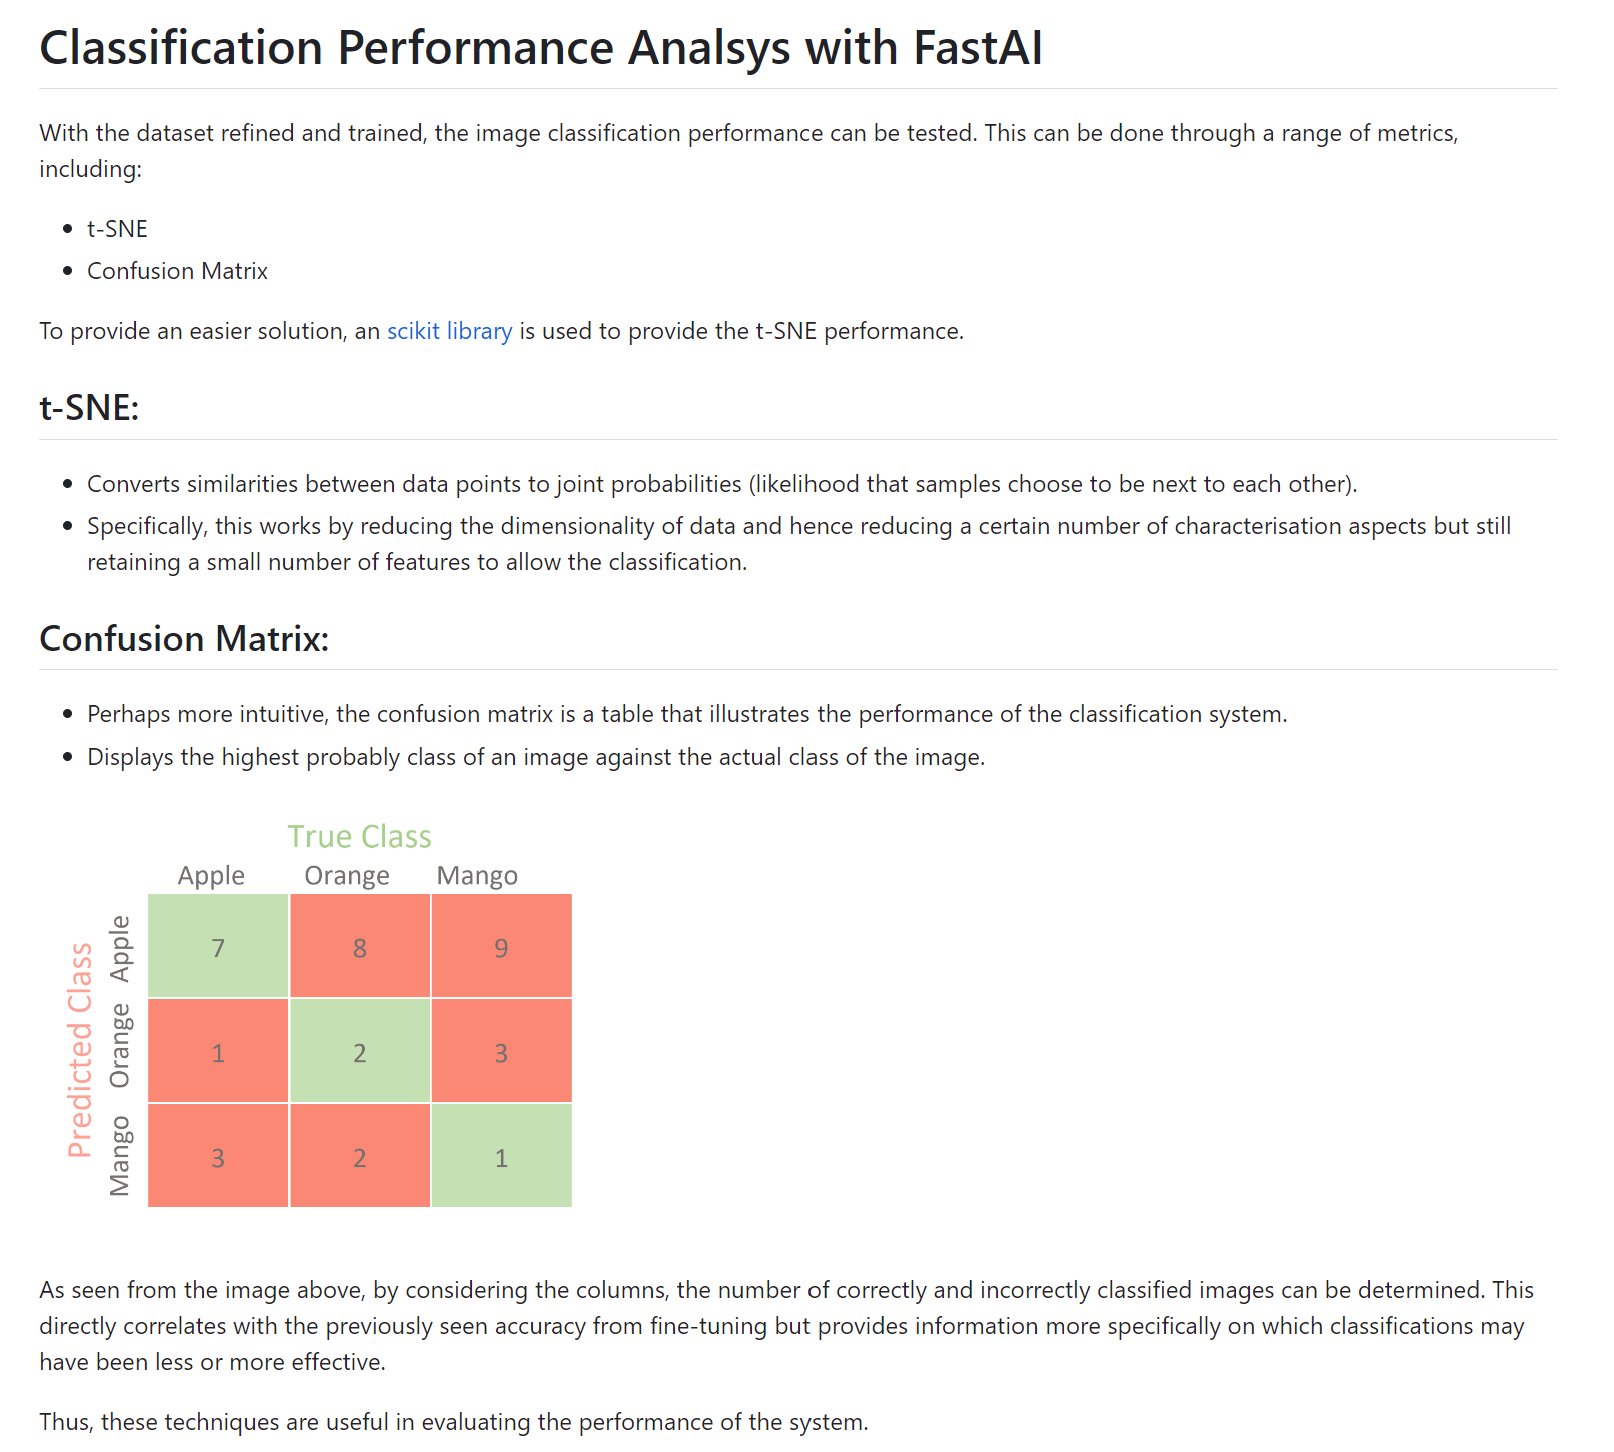 Classification Performance Analsys with FastAI
With the dataset refined and trained, the image classification performance can be tested. This can be done through a range of metrics,
including:
t-SNE
Confusion Matrix
To provide an easier solution, an scikit library is used to provide the t-SNE performance.
t-SNE:
Converts similarities between data points to joint probabilities (likelihood that samples choose to be next to each other).
Specifically, this works by reducing the dimensionality of data and hence reducing a certain number of characterisation aspects but still
retaining a small number of features to allow the classification.
Confusion Matrix:
Perhaps more intuitive, the confusion matrix is a table that illustrates the performance of the classification system.
Displays the highest probably class of an image against the actual class of the image.
True Class
Apple Orange Mango
Predicted Class
Apple 7 8 9
Orange 1 2 3
Mango 3 2 1
As seen from the image above, by considering the columns, the number of correctly and incorrectly classified images can be determined. This
directly correlates with the previously seen accuracy from fine-tuning but provides information more specifically on which classifications may
have been less or more effective.
Thus, these techniques are useful in evaluating the performance of the system.